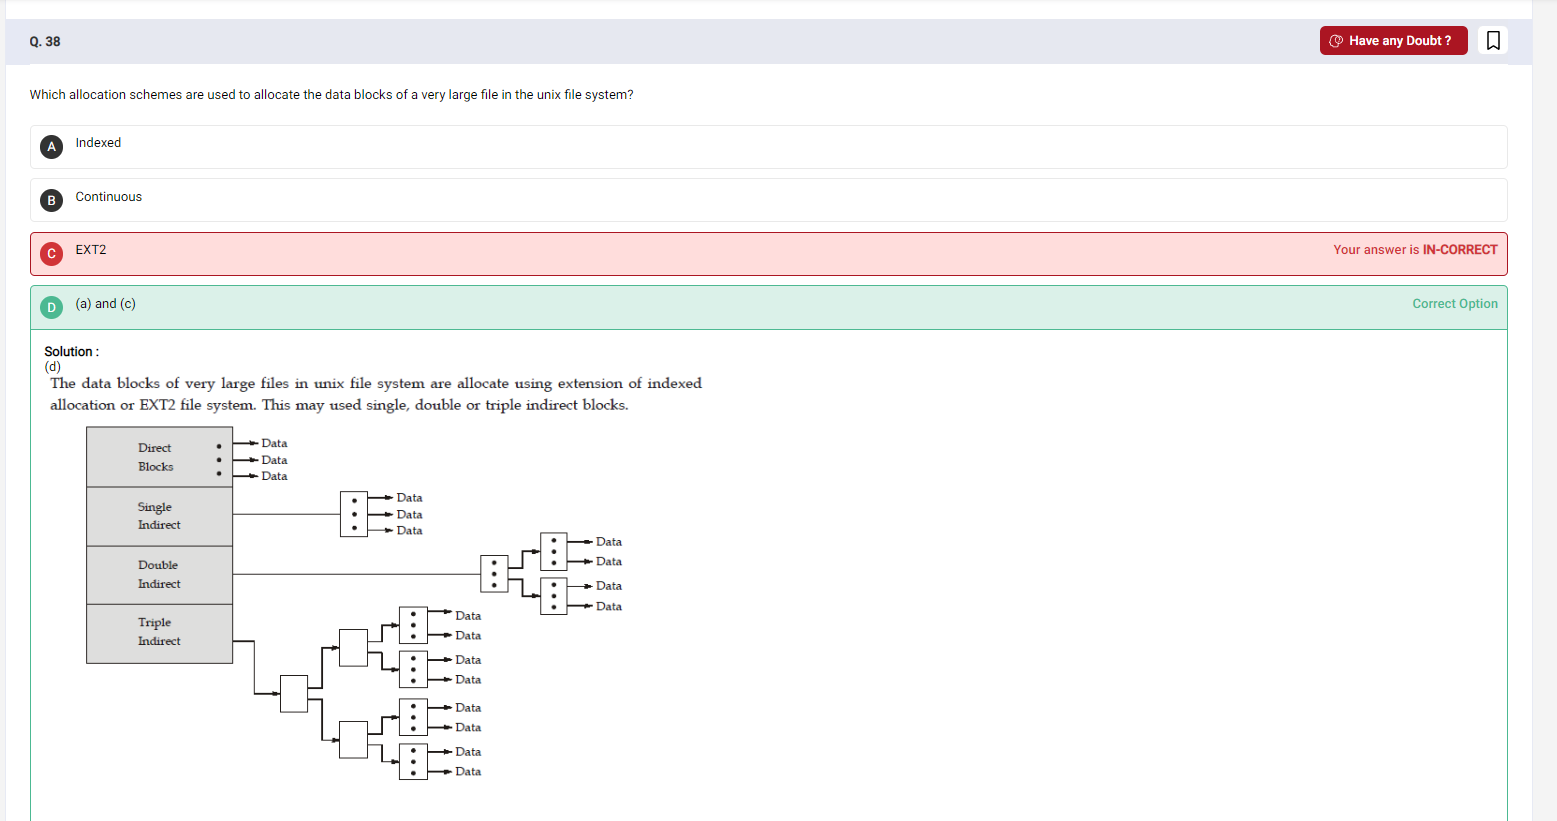 Q. 38
Have any Doubt ?
Which allocation schemes are used to allocate the data blocks of a very large file in the unix file system?
A Indexed
B Continuous
C EXT2 Your answer is IN-CORRECT
D (a) and (c) Correct Option
Solution :
(d)
The data blocks of very large files in unix file system are allocate using extension of indexed
allocation or EXT2 file system. This may used single, double or triple indirect blocks.
Direct
Blocks
Data
Data
Data
Single
Indirect
Data
Data
Data
Double
Indirect
Data
Data
Data
Data
Triple
Indirect
Data
Data
Data
Data
Data
Data
Data
Data